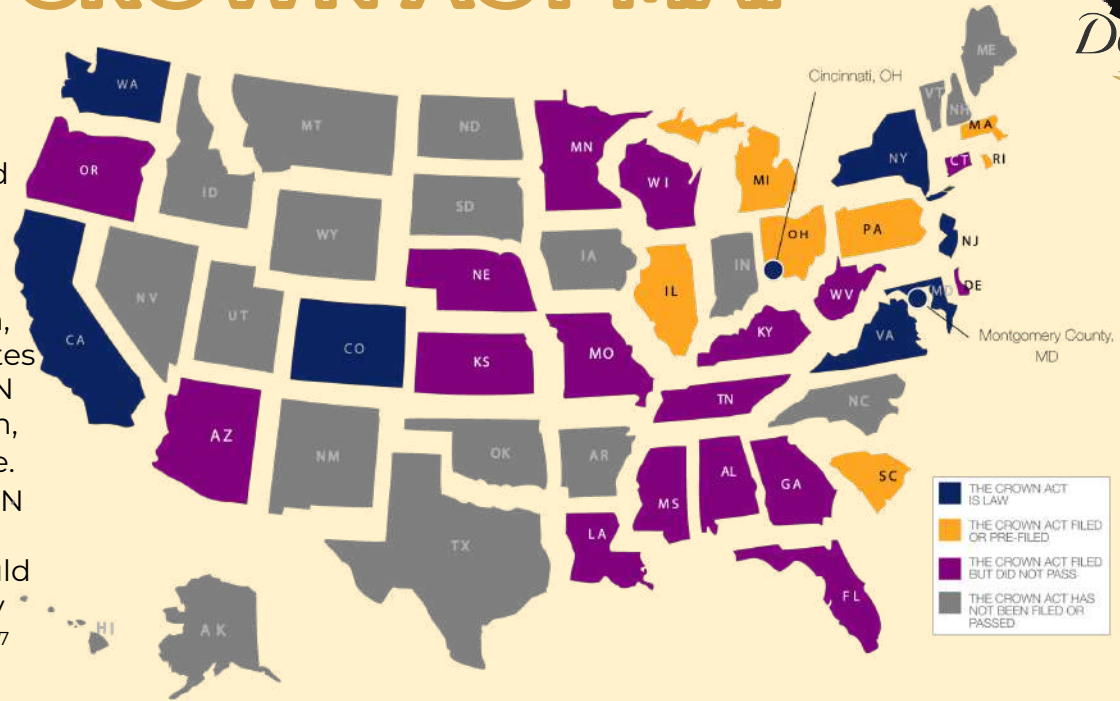 CROWN ACT MAP
WA
MT
ND
MN
ME
VT
NH
MA
CT
RI
NY
OR
ID
WY
SD
WI
MI
Cincinnati, OH
NV
UT
CO
NE
IA
IL
IN
OH
PA
NJ
MD
DE
Montgomery County,
MD
CA
KS
MO
KY
WV
VA
AZ
NM
OK
AR
TN
NC
TX
LA
MS
AL
GA
SC
FL
HI
AK
THE CROWN ACT
IS LAW
THE CROWN ACT FILED
OR PRE-FILED
THE CROWN ACT FILED
BUT DID NOT PASS
THE CROWN ACT HAS
NOT BEEN FILED OR
PASSED
7